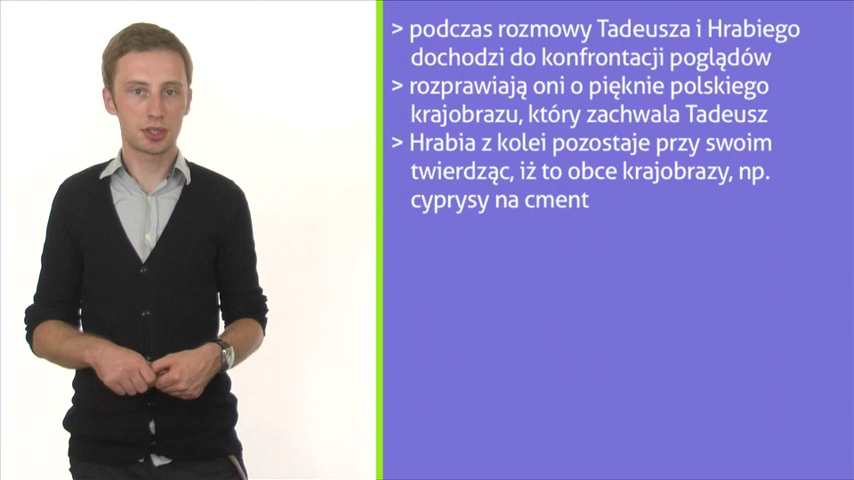 > podczas rozmowy Tadeusza i Hrabiego
dochodzi do konfrontacji poglądów
> rozprawiają oni o pięknie polskiego
krajobrazu, który zachwala Tadeusz
> Hrabia z kolei pozostaje przy swoim
twierdząc, iż to obce krajobrazy, np.
cyprysy na cment